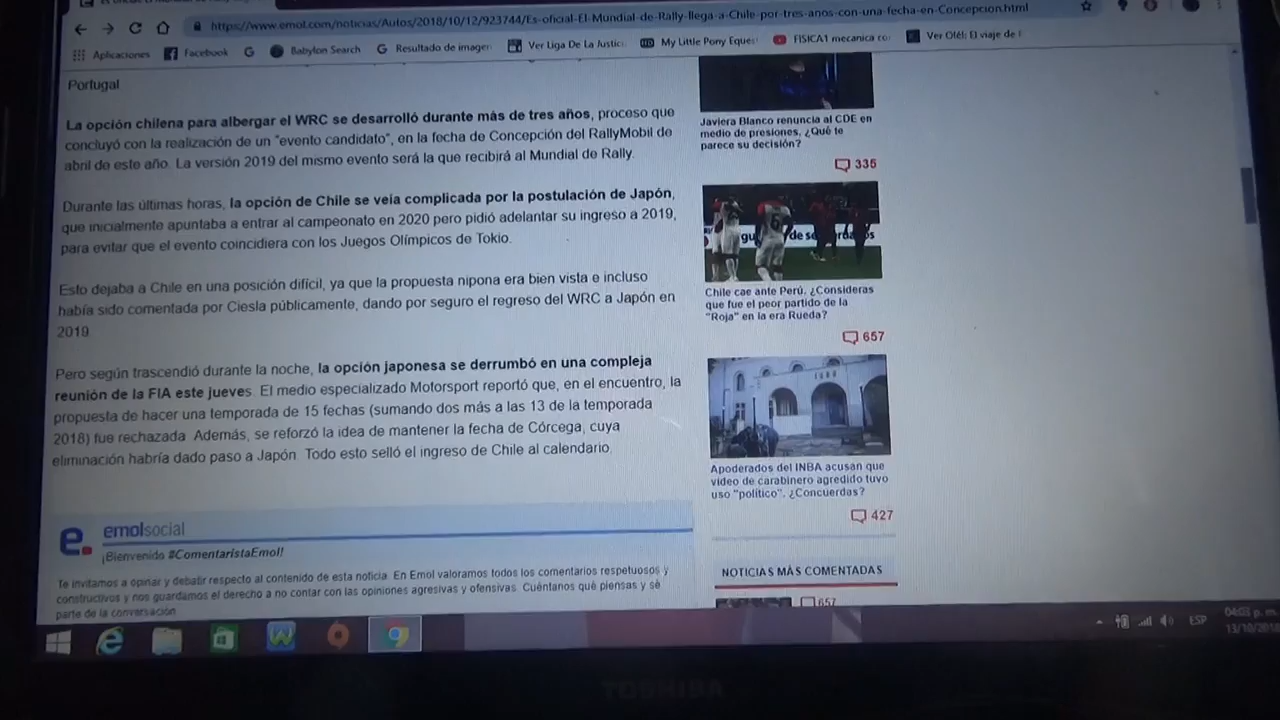 https://www.emol.com/noticias/Autos/2018/10/12/923744/Es-oficial-El-Mundial-de-Rally-llega-a-Chile-por-tres-anos-con-una-fecha-en-Concepcion.html
Aplicaciones
Facebook
Babylon Search
Resultado de imagen
Ver Liga De La Justici
My Little Pony Eques
FISICA1 mecanica co
Ver Olé!: El viaje de
Portugal
La opción chilena para albergar el WRC se desarrolló durante más de tres años, proceso que
concluyó con la realización de un "evento candidato", en la fecha de Concepción del RallyMobil de
abril de este año. La versión 2019 del mismo evento será la que recibirá al Mundial de Rally.
Durante las últimas horas, la opción de Chile se veía complicada por la postulación de Japón,
que inicialmente apuntaba a entrar al campeonato en 2020 pero pidió adelantar su ingreso a 2019,
para evitar que el evento coincidiera con los Juegos Olímpicos de Tokio.
Esto dejaba a Chile en una posición difícil, ya que la propuesta nipona era bien vista e incluso
había sido comentada por Ciesla públicamente, dando por seguro el regreso del WRC a Japón en
2019.
Pero según trascendió durante la noche, la opción japonesa se derrumbó en una compleja
reunión de la FIA este jueves. El medio especializado Motorsport reportó que, en el encuentro, la
propuesta de hacer una temporada de 15 fechas (sumando dos más a las 13 de la temporada
2018) fue rechazada. Además, se reforzó la idea de mantener la fecha de Córcega, cuya
eliminación habría dado paso a Japón. Todo esto selló el ingreso de Chile al calendario.
e.
emolsocial
¡Bienvenido #ComentaristaEmol!
Te invitamos a opinar y debatir respecto al contenido de esta noticia. En Emol valoramos todos los comentarios respetuosos y
constructivos y nos guardamos el derecho a no contar con las opiniones agresivas y ofensivas. Cuéntanos qué piensas y sé
parte de la conversación.
Javiera Blanco renuncia al CDE en
medio de presiones, ¿Qué te
parece su decisión?
335
Chile cae ante Perú, ¿Consideras
que fue el peor partido de la
"Roja" en la era Rueda?
657
Apoderados del INBA acusan que
video de carabinero agredido tuvo
uso "político", ¿Concuerdas?
427
NOTICIAS MÁS COMENTADAS
657
ESP
04:03 p. m.
13/10/2018
TOSHIBA